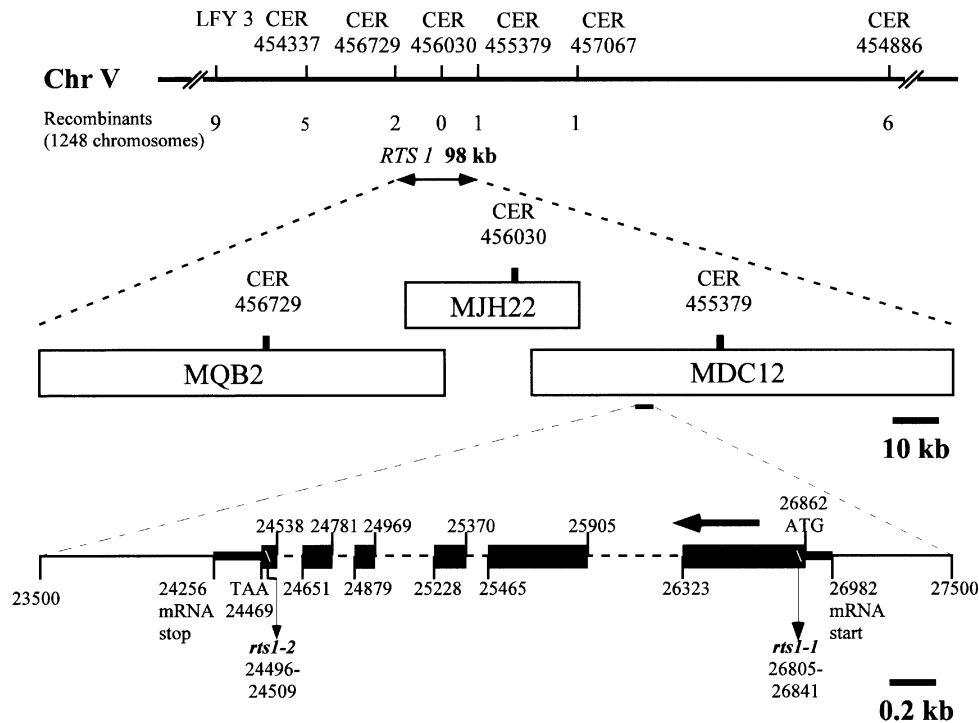 LFY 3 CER CER CER CER CER CER
454337 456729 456030 455379 457067 454886
Chr V
Recombinants
(1248 chromosomes) 9 5 2 0 1 1 6
RTS 1 98 kb
CER
456030
CER
456729
CER
455379
MJH22
MQB2
MDC12
10 kb
26862
ATG
24538 24781 24969 25370 25905
23500
24256
mRNA
stop
TAA
24469
24651 24879 25228 25465 26323
26982
mRNA
start
27500
rts1-2
24496-
24509
rts1-1
26805-
26841
0.2 kb